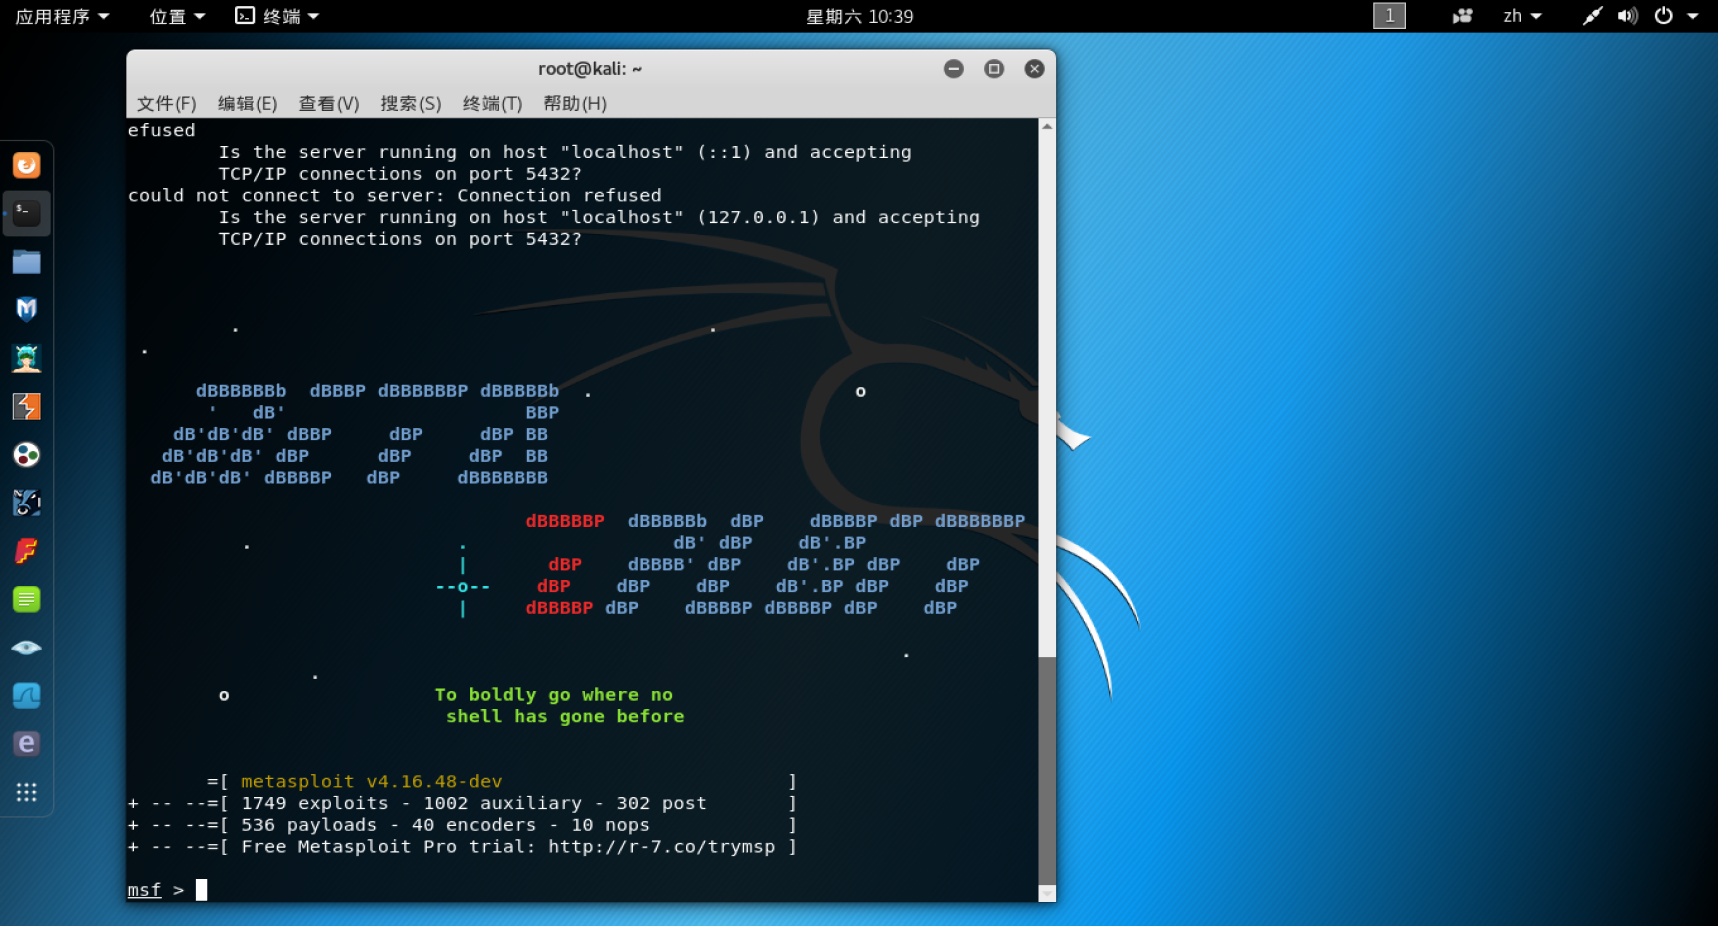 应用程序 位置 终端 星期六 10:39 1 zh
root@kali: ~
文件(F) 编辑(E) 查看(V) 搜索(S) 终端(T) 帮助(H)
efused
        Is the server running on host "localhost" (::1) and accepting
        TCP/IP connections on port 5432?
could not connect to server: Connection refused
        Is the server running on host "localhost" (127.0.0.1) and accepting
        TCP/IP connections on port 5432?
         .                                         .
 .
      dBBBBBBb  dBBBP dBBBBBBP dBBBBBb  .                       o
       '   dB'                     BBP
    dB'dB'dB' dBBP     dBP     dBP BB
   dB'dB'dB' dBP      dBP     dBP  BB
  dB'dB'dB' dBBBBP   dBP     dBBBBBBB
                                   dBBBBBP  dBBBBBb  dBP    dBBBBP dBP dBBBBBBP
          .                  .                  dB' dBP    dB'.BP
                             |       dBP    dBBBB' dBP    dB'.BP dBP    dBP
                           --o--    dBP    dBP    dBP    dB'.BP dBP    dBP
                             |     dBBBBP dBP    dBBBBP dBBBBP dBP    dBP
                                                                    .
                .
        o                  To boldly go where no
                            shell has gone before
       =[ metasploit v4.16.48-dev                         ]
+ -- --=[ 1749 exploits - 1002 auxiliary - 302 post       ]
+ -- --=[ 536 payloads - 40 encoders - 10 nops            ]
+ -- --=[ Free Metasploit Pro trial: http://r-7.co/trymsp ]
msf >